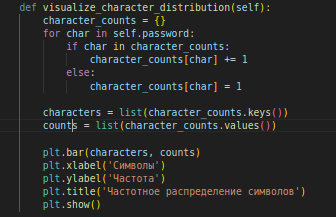 def visualize_character_distribution(self):
    character_counts = {}
    for char in self.password:
        if char in character_counts:
            character_counts[char] += 1
        else:
            character_counts[char] = 1

    characters = list(character_counts.keys())
    counts = list(character_counts.values())

    plt.bar(characters, counts)
    plt.xlabel('Символы')
    plt.ylabel('Частота')
    plt.title('Частотное распределение символов')
    plt.show()